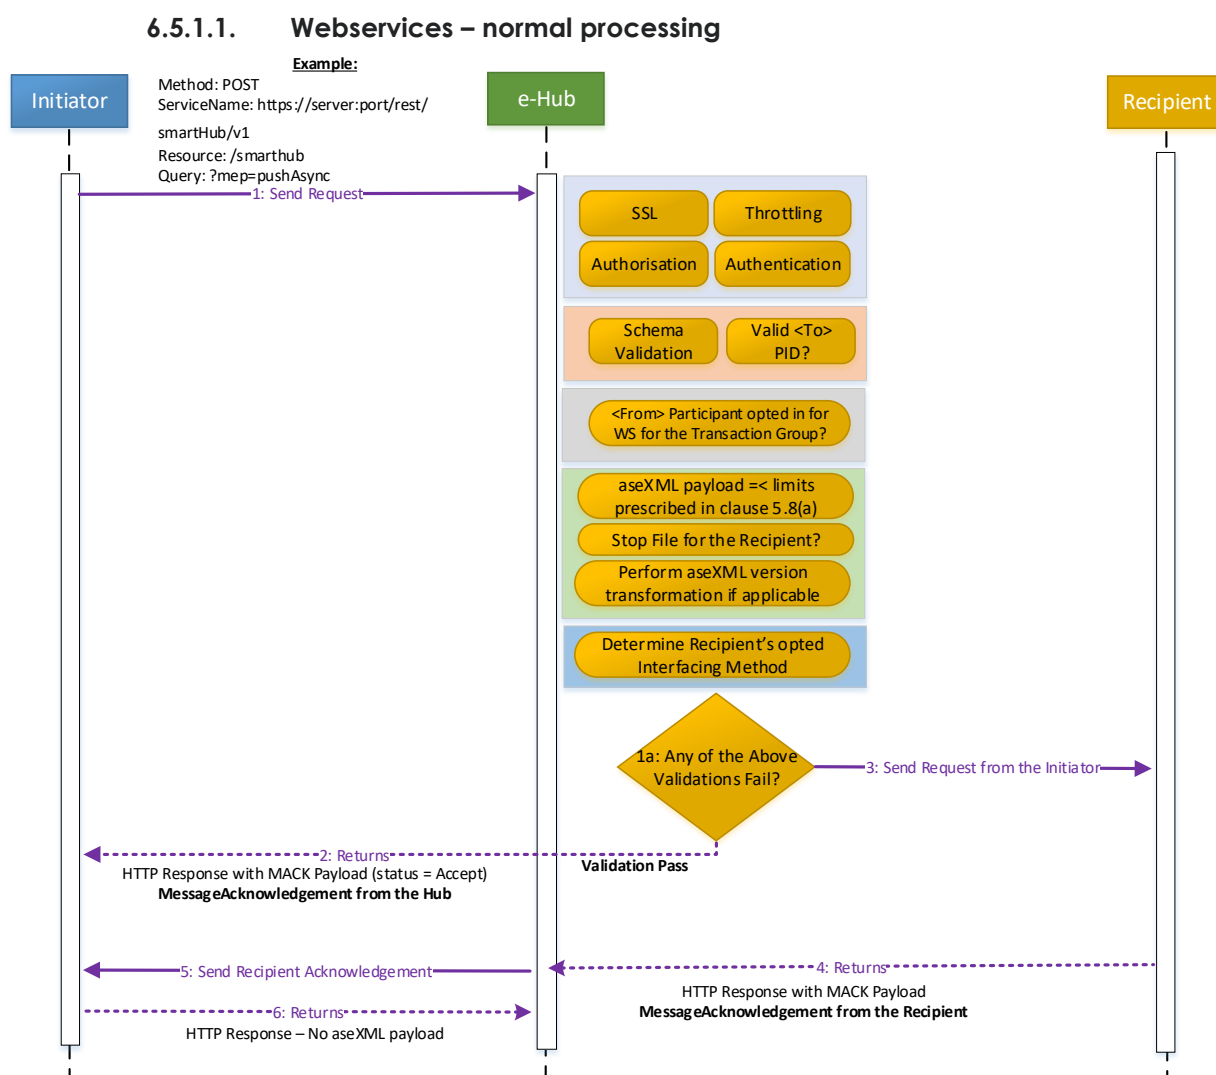 6.5.1.1. Webservices – normal processing
Example:
Initiator
Method: POST
ServiceName: https://server:port/rest/
smartHub/v1
Resource: /smarthub
Query: ?mep=pushAsync
e-Hub
Recipient
1: Send Request
SSL
Throttling
Authorisation
Authentication
Schema
Validation
Valid <To>
PID?
<From> Participant opted in for
WS for the Transaction Group?
aseXML payload =< limits
prescribed in clause 5.8(a)
Stop File for the Recipient?
Perform aseXML version
transformation if applicable
Determine Recipient’s opted
Interfacing Method
1a: Any of the Above
Validations Fail?
3: Send Request from the Initiator
2: Returns
Validation Pass
HTTP Response with MACK Payload (status = Accept)
MessageAcknowledgement from the Hub
5: Send Recipient Acknowledgement
4: Returns
HTTP Response with MACK Payload
MessageAcknowledgement from the Recipient
6: Returns
HTTP Response – No aseXML payload